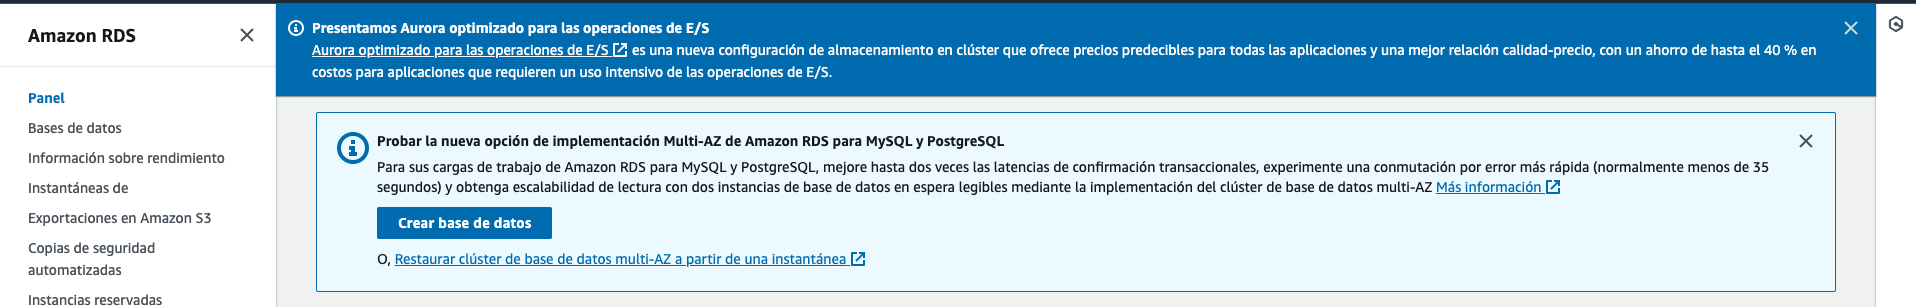 Amazon RDS
Panel
Bases de datos
Información sobre rendimiento
Instantáneas de
Exportaciones en Amazon S3
Copias de seguridad
automatizadas
Instancias reservadas
Presentamos Aurora optimizado para las operaciones de E/S
Aurora optimizado para las operaciones de E/S es una nueva configuración de almacenamiento en clúster que ofrece precios predecibles para todas las aplicaciones y una mejor relación calidad-precio, con un ahorro de hasta el 40 % en
costos para aplicaciones que requieren un uso intensivo de las operaciones de E/S.
Probar la nueva opción de implementación Multi-AZ de Amazon RDS para MySQL y PostgreSQL
Para sus cargas de trabajo de Amazon RDS para MySQL y PostgreSQL, mejore hasta dos veces las latencias de confirmación transaccionales, experimente una conmutación por error más rápida (normalmente menos de 35
segundos) y obtenga escalabilidad de lectura con dos instancias de base de datos en espera legibles mediante la implementación del clúster de base de datos multi-AZ Más información
Crear base de datos
O, Restaurar clúster de base de datos multi-AZ a partir de una instantánea